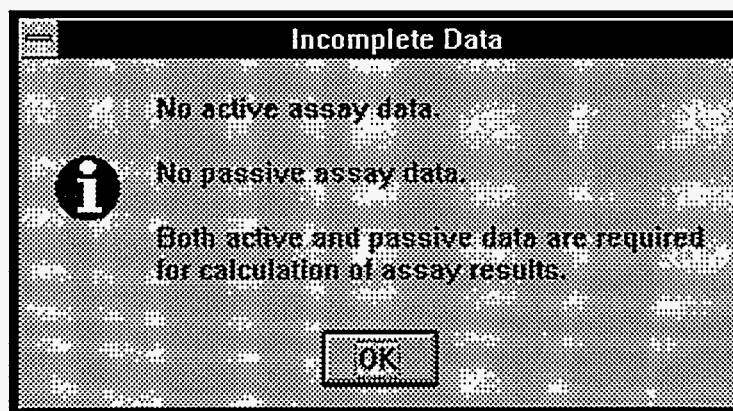 Incomplete Data
No active assay data.
No passive assay data.
Both active and passive data are required
for calculation of assay results.
OK